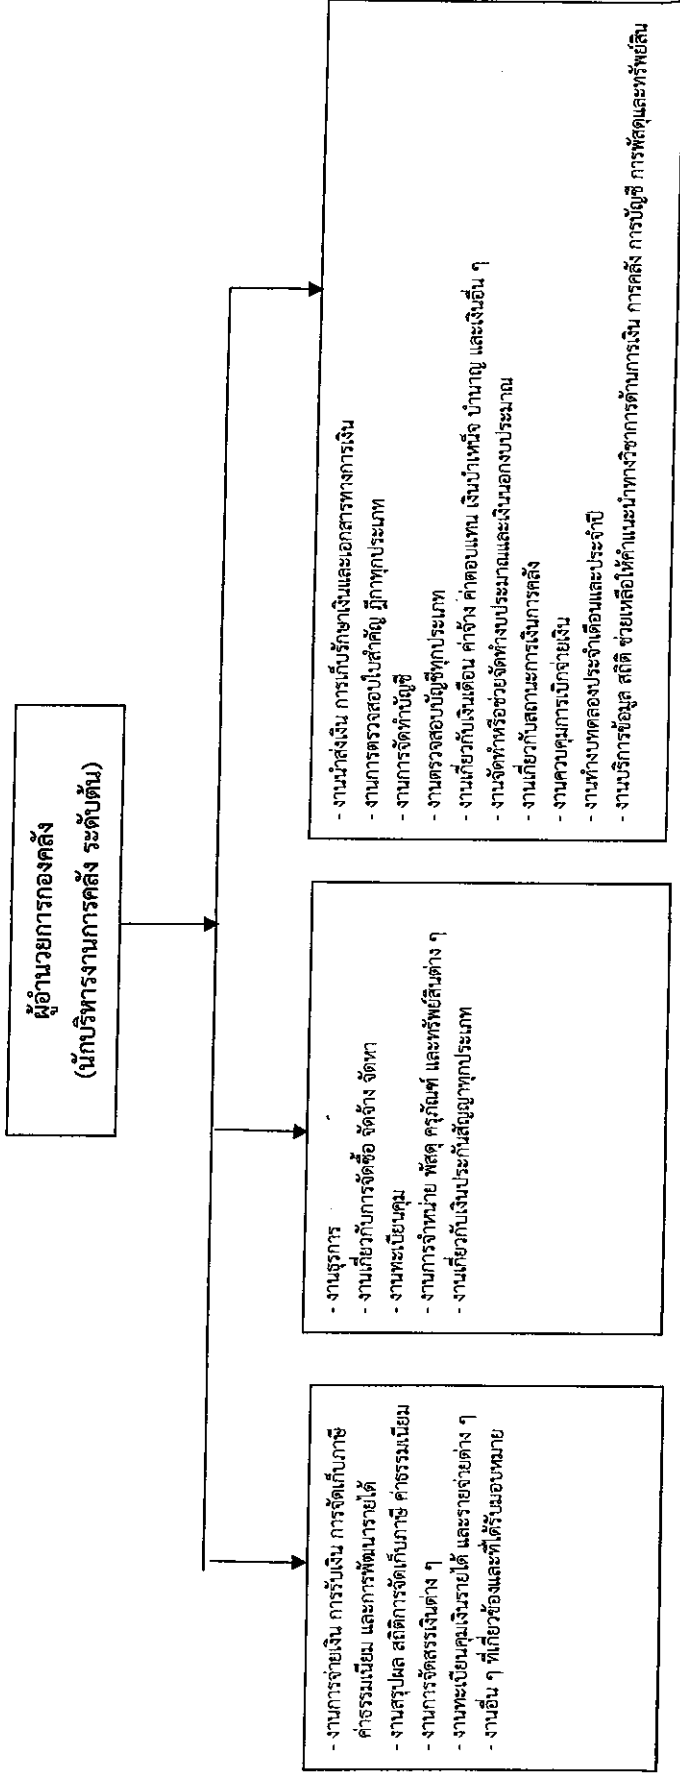 ผู้อำนวยการกองคลัง
(นักบริหารงานการคลัง ระดับต้น)
- งานการจ่ายเงิน การรับเงิน การจัดเก็บภาษี
ค่าธรรมเนียม และการพัฒนารายได้
- งานสรุปผล สถิติการจัดเก็บภาษี ค่าธรรมเนียม
- งานการจัดสรรเงินต่าง ๆ
- งานทะเบียนคุมเงินรายได้ และรายจ่ายต่าง ๆ
- งานอื่น ๆ ที่เกี่ยวข้องและที่ได้รับมอบหมาย
- งานธุรการ
- งานเกี่ยวกับการจัดซื้อ จัดจ้าง จัดหา
- งานทะเบียนคุม
- งานการจำหน่าย พัสดุ ครุภัณฑ์ และทรัพย์สินต่าง ๆ
- งานเกี่ยวกับเงินประกันสัญญาทุกประเภท
- งานนำส่งเงิน การเก็บรักษาเงินและเอกสารทางการเงิน
- งานการตรวจสอบใบสำคัญ ฎีกาทุกประเภท
- งานการจัดทำบัญชี
- งานตรวจสอบบัญชีทุกประเภท
- งานเกี่ยวกับเงินเดือน ค่าจ้าง ค่าตอบแทน เงินบำเหน็จ บำนาญ และเงินอื่น ๆ
- งานจัดทำหรือช่วยจัดทำงบประมาณและเงินนอกงบประมาณ
- งานเกี่ยวกับสถานะการเงินการคลัง
- งานควบคุมการเบิกจ่ายเงิน
- งานทำงบทดลองประจำเดือนและประจำปี
- งานบริการข้อมูล สถิติ ช่วยเหลือให้คำแนะนำทางวิชาการด้านการเงิน การคลัง การบัญชี การพัสดุและทรัพย์สิน